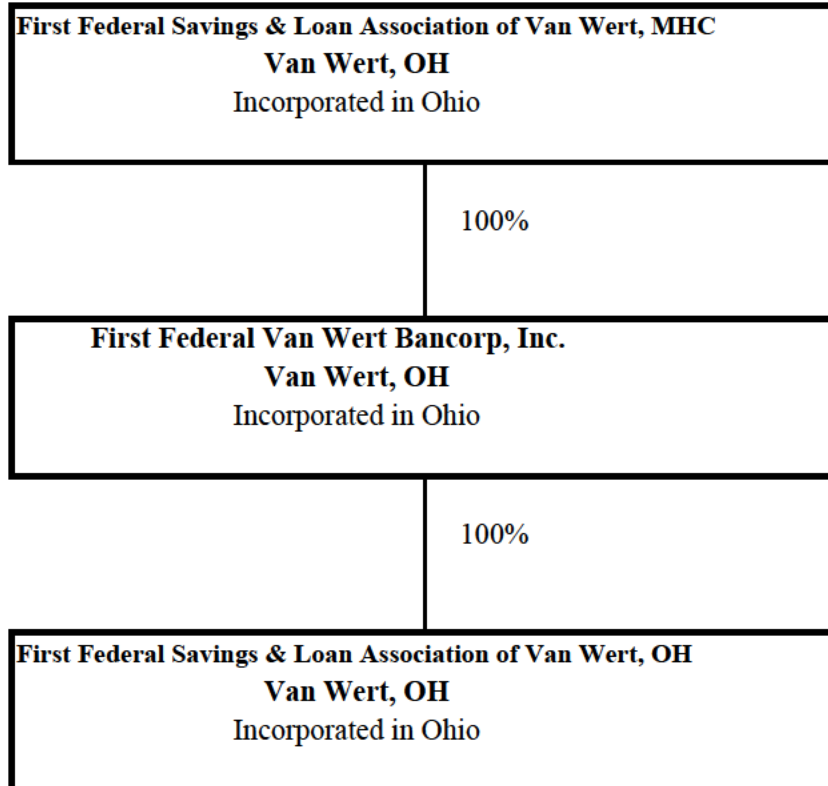 First Federal Savings & Loan Association of Van Wert, MHC
Van Wert, OH
Incorporated in Ohio
100%
First Federal Van Wert Bancorp, Inc.
Van Wert, OH
Incorporated in Ohio
100%
First Federal Savings & Loan Association of Van Wert, OH
Van Wert, OH
Incorporated in Ohio